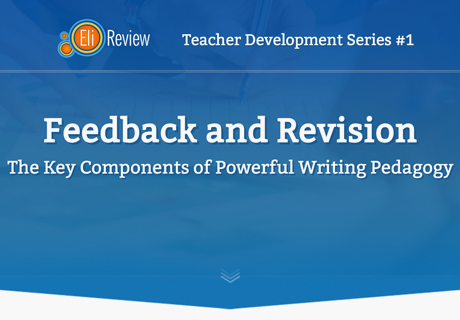 Eli Review
Teacher Development Series #1
Feedback and Revision
The Key Components of Powerful Writing Pedagogy